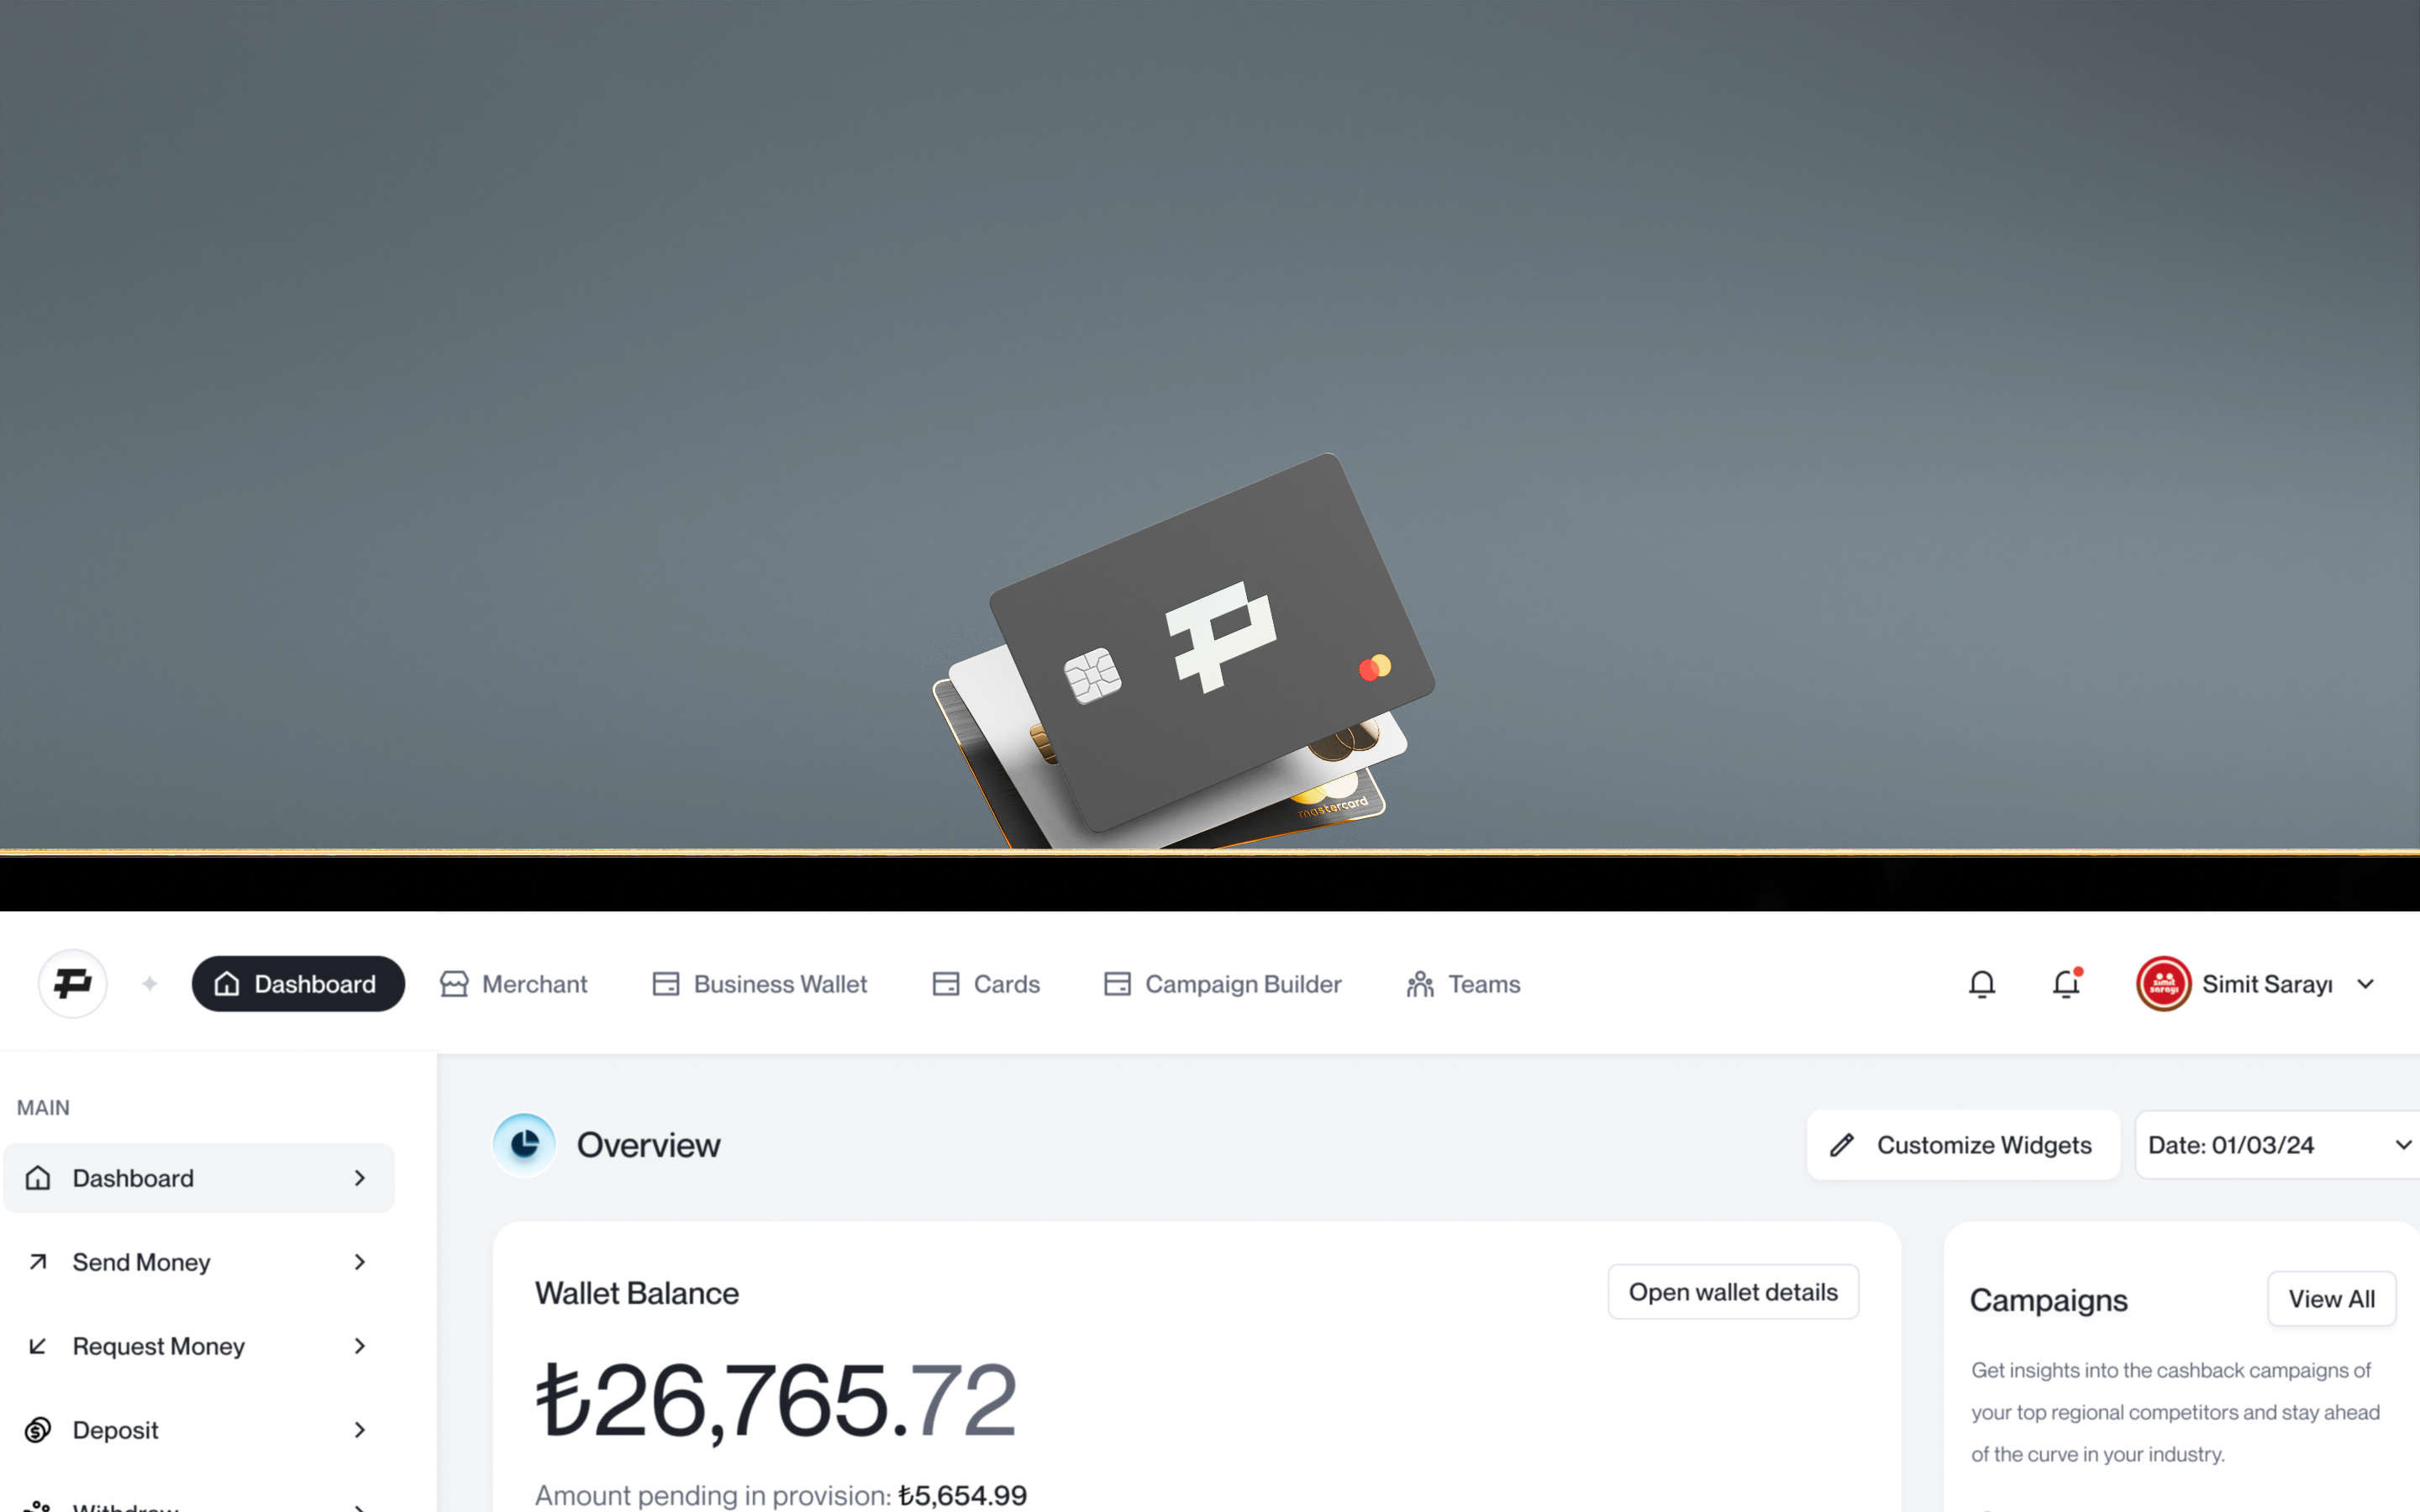 mastercard
Dashboard
Merchant
Business Wallet
Cards
Campaign Builder
Teams
simit
sarayı
Simit Sarayı
MAIN
Dashboard
Send Money
Request Money
Deposit
Withdraw
Overview
Customize Widgets
Date: 01/03/24
Wallet Balance
Open wallet details
₺26,765.72
Amount pending in provision: ₺5,654.99
Campaigns
View All
Get insights into the cashback campaigns of
your top regional competitors and stay ahead
of the curve in your industry.